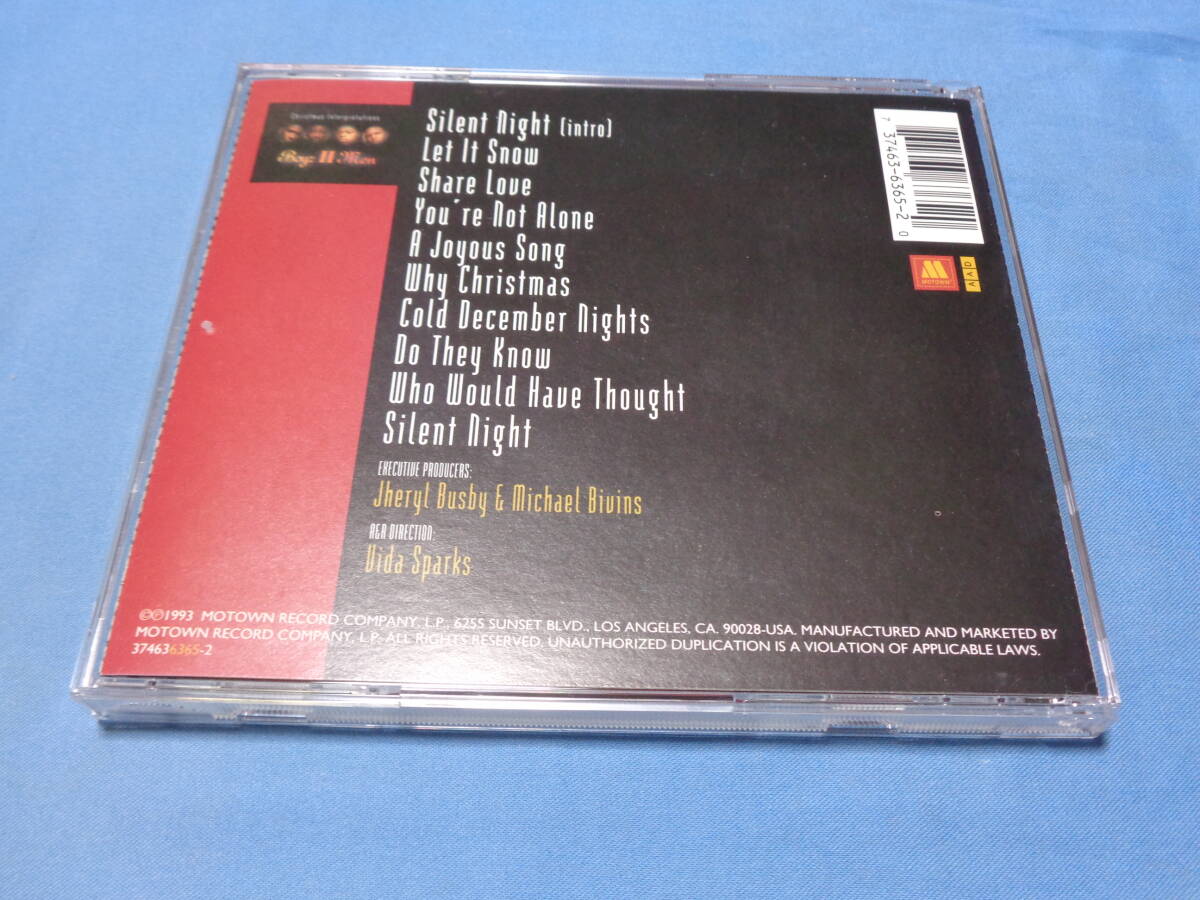 Christmas Interpretations
Boyz II Men
Silent Night (intro)
Let It Snow
Share Love
You're Not Alone
A Joyous Song
Why Christmas
Cold December Nights
Do They Know
Who Would Have Thought
Silent Night
EXECUTIVE PRODUCERS:
Jheryl Busby & Michael Bivins
A&R DIRECTION:
Vida Sparks
7 37463-6365-2 0
MOTOWN
AAD
©℗1993 MOTOWN RECORD COMPANY, L.P., 6255 SUNSET BLVD., LOS ANGELES, CA. 90028-USA. MANUFACTURED AND MARKETED BY
MOTOWN RECORD COMPANY, L.P. ALL RIGHTS RESERVED. UNAUTHORIZED DUPLICATION IS A VIOLATION OF APPLICABLE LAWS.
374636365-2